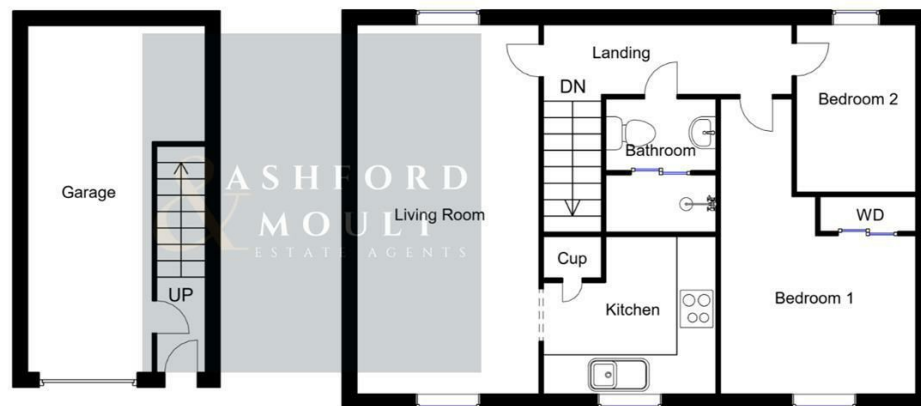 Garage
UP
Living Room
Landing
DN
Bathroom
Cup
Kitchen
Bedroom 2
WD
Bedroom 1
& ASHFORD
MOULT
ESTATE AGENTS